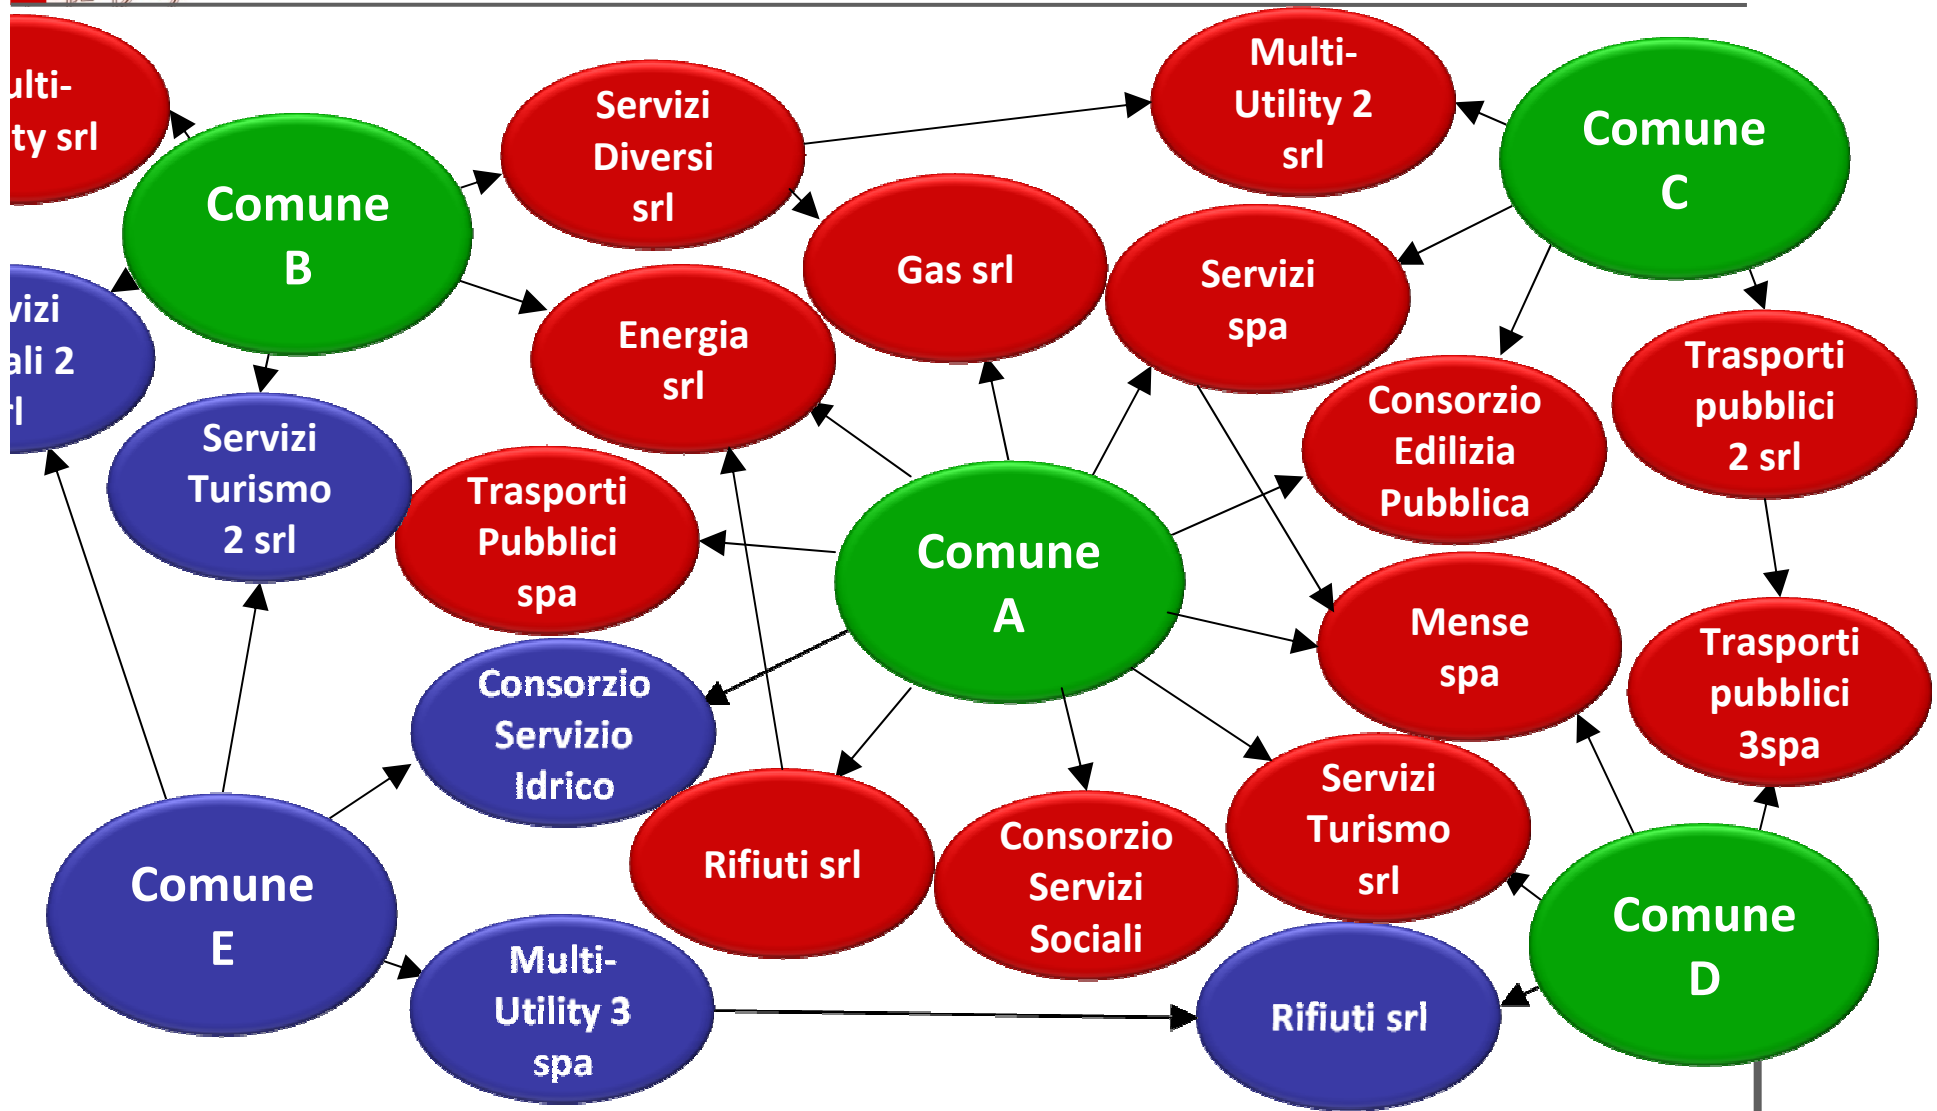 ty srl
Comune
B
ali 2
Servizi
Turismo
2 srl
Servizi
Diversi
srl
Energia
srl
Trasporti
Pubblici
spa
Consorzio
Servizio
Idrico
Comune
E
Multi-
Utility 3
spa
Gas srl
Multi-
Utility 2
srl
Servizi
spa
Comune
A
Rifiuti srl
Consorzio
Servizi
Sociali
Comune
C
Consorzio
Edilizia
Pubblica
Trasporti
pubblici
2 srl
Mense
spa
Trasporti
pubblici
3spa
Servizi
Turismo
srl
Comune
D
Rifiuti srl